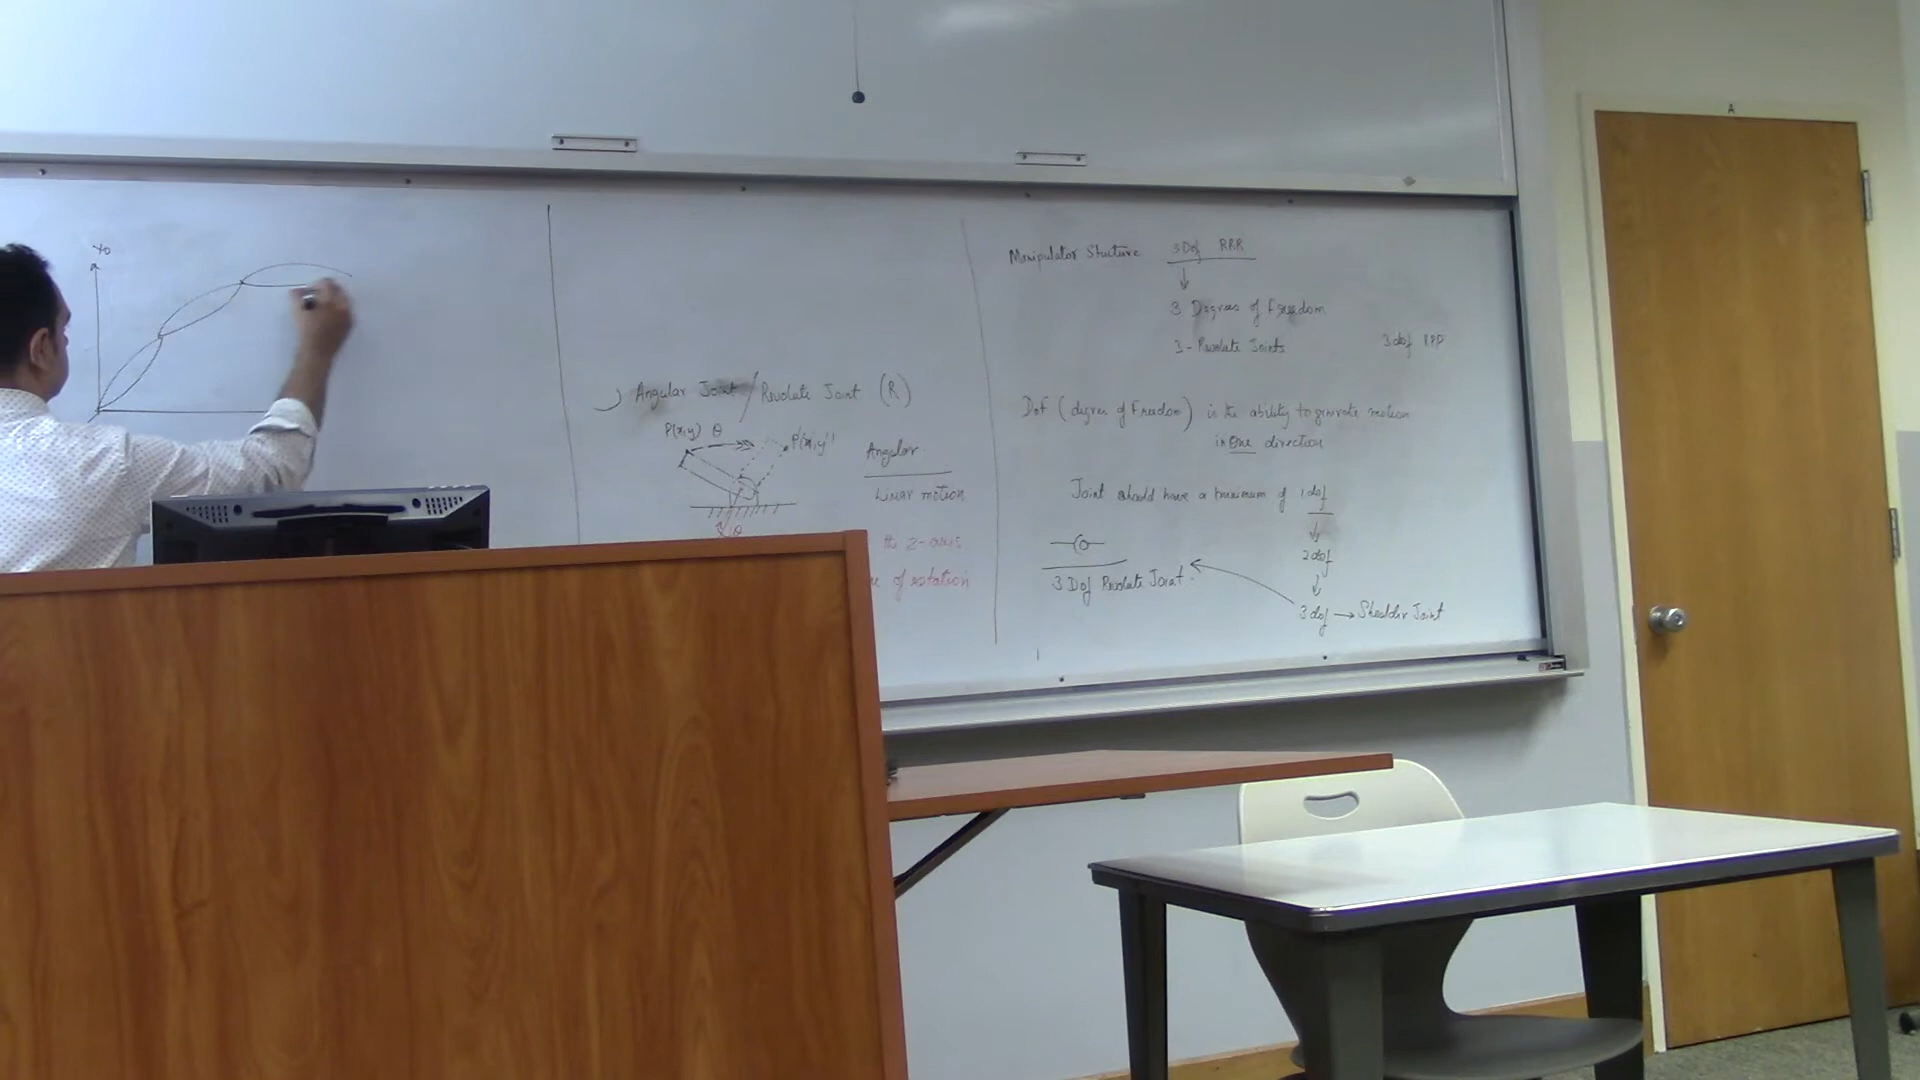 Y0
Angular Joint / Revolute Joint (R)
P(x,y) θ P'(x',y')
Angular
Linear motion
θ
the z-axis
of rotation
Manipulator Stucture 3 Dof RRR
3 Degrees of Freedom
3 - Revolute Joints 3 dof RRP
Dof (degree of Freedom) is the ability to generate motion
in One direction
Joint should have a minimum of 1 dof
2 dof
3 Dof Revolute Joint.
3 dof → Shoulder Joint
A